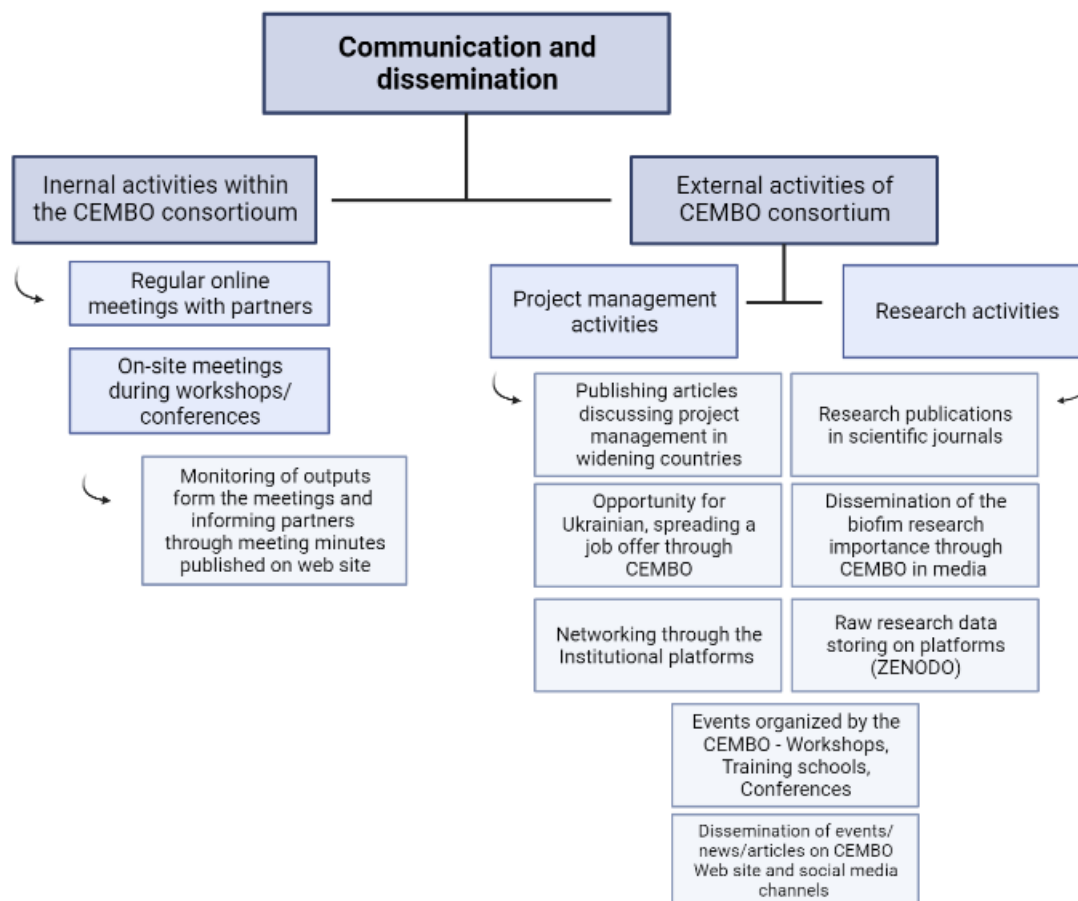 Communication and
dissemination
Inernal activities within
the CEMBO consortioum
External activities of
CEMBO consortium
Regular online
meetings with partners
On-site meetings
during workshops/
conferences
Monitoring of outputs
form the meetings and
informing partners
through meeting minutes
published on web site
Project management
activities
Research activities
Publishing articles
discussing project
management in
widening countries
Research publications
in scientific journals
Opportunity for
Ukrainian, spreading a
job offer through
CEMBO
Dissemination of the
biofim research
importance through
CEMBO in media
Networking through the
Institutional platforms
Raw research data
storing on platforms
(ZENODO)
Events organized by the
CEMBO - Workshops,
Training schools,
Conferences
Dissemination of events/
news/articles on CEMBO
Web site and social media
channels